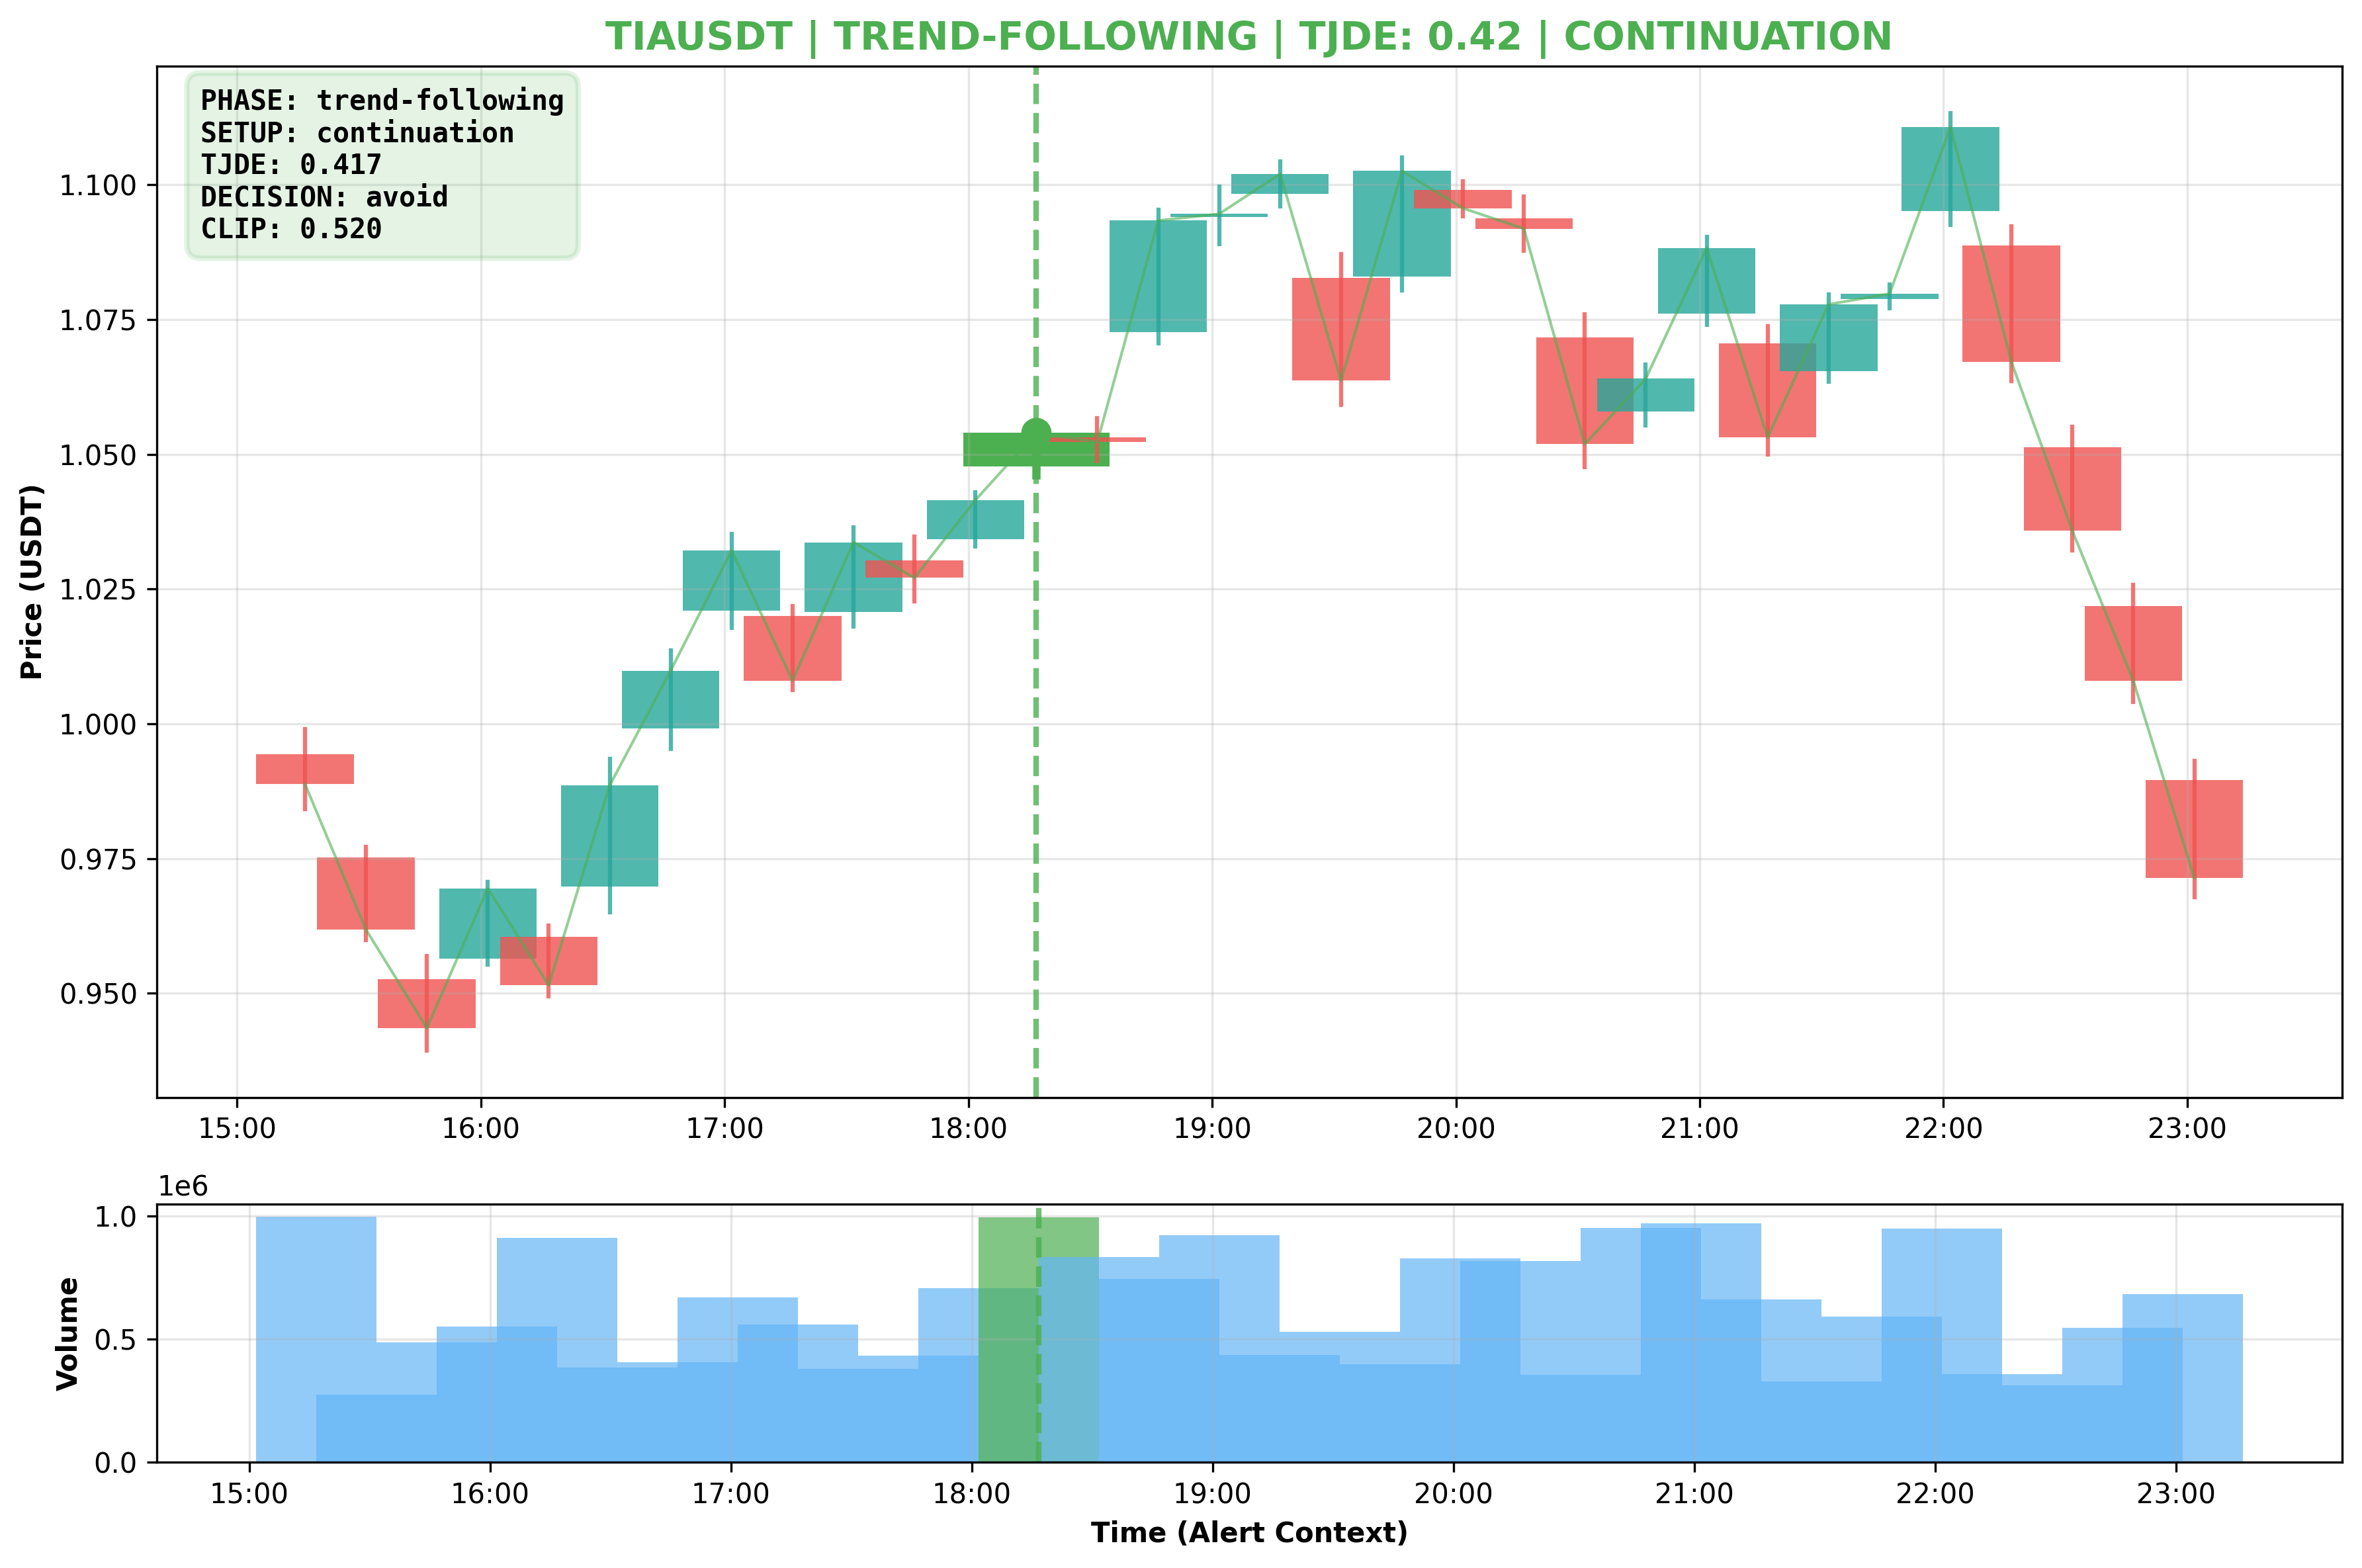 TIAUSDT | TREND-FOLLOWING | TJDE: 0.42 | CONTINUATION
PHASE: trend-following
SETUP: continuation
TJDE: 0.417
DECISION: avoid
CLIP: 0.520
Price (USDT)
1.100
1.075
1.050
1.025
1.000
0.975
0.950
15:00 16:00 17:00 18:00 19:00 20:00 21:00 22:00 23:00
1e6
Volume
1.0
0.5
0.0
15:00 16:00 17:00 18:00 19:00 20:00 21:00 22:00 23:00
Time (Alert Context)